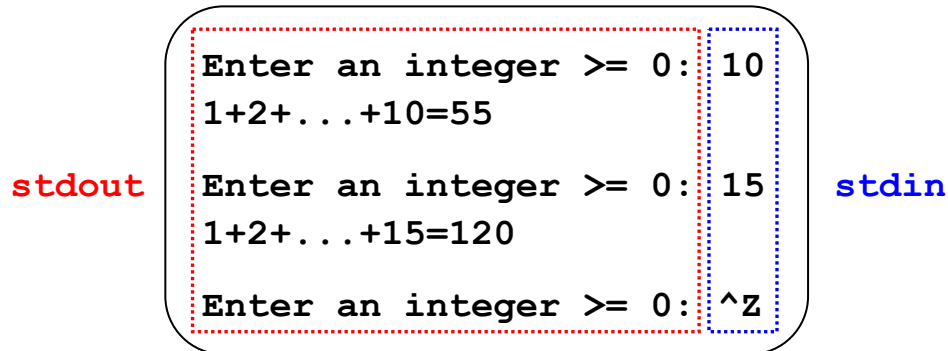 Enter an integer >= 0: 10
1+2+...+10=55
stdout Enter an integer >= 0: 15 stdin
1+2+...+15=120
Enter an integer >= 0: ^Z